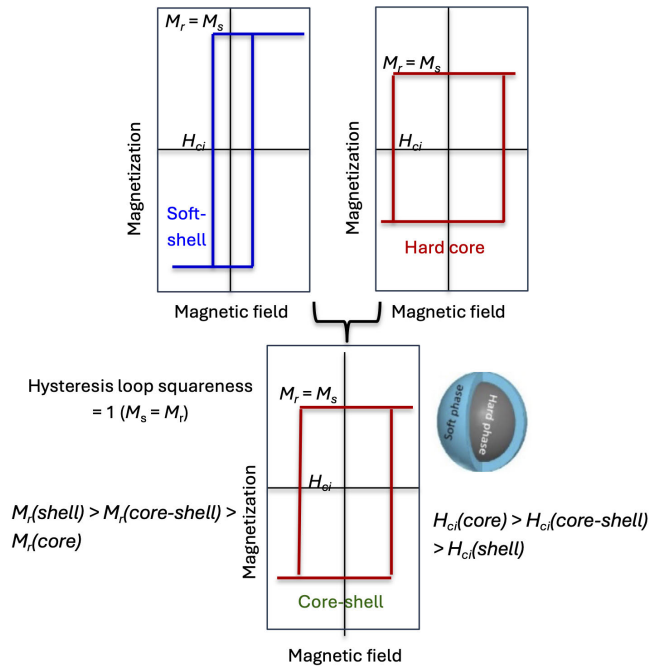 Mr = Ms
Hci
Magnetization
Soft-
shell
Magnetic field
Mr = Ms
Hci
Magnetization
Hard core
Magnetic field
Hysteresis loop squareness
= 1 (Ms = Mr)
Mr = Ms
Hci
Magnetization
Core-shell
Magnetic field
Soft phase
Hard phase
Mr(shell) > Mr(core-shell) >
Mr(core)
Hci(core) > Hci(core-shell)
> Hci(shell)